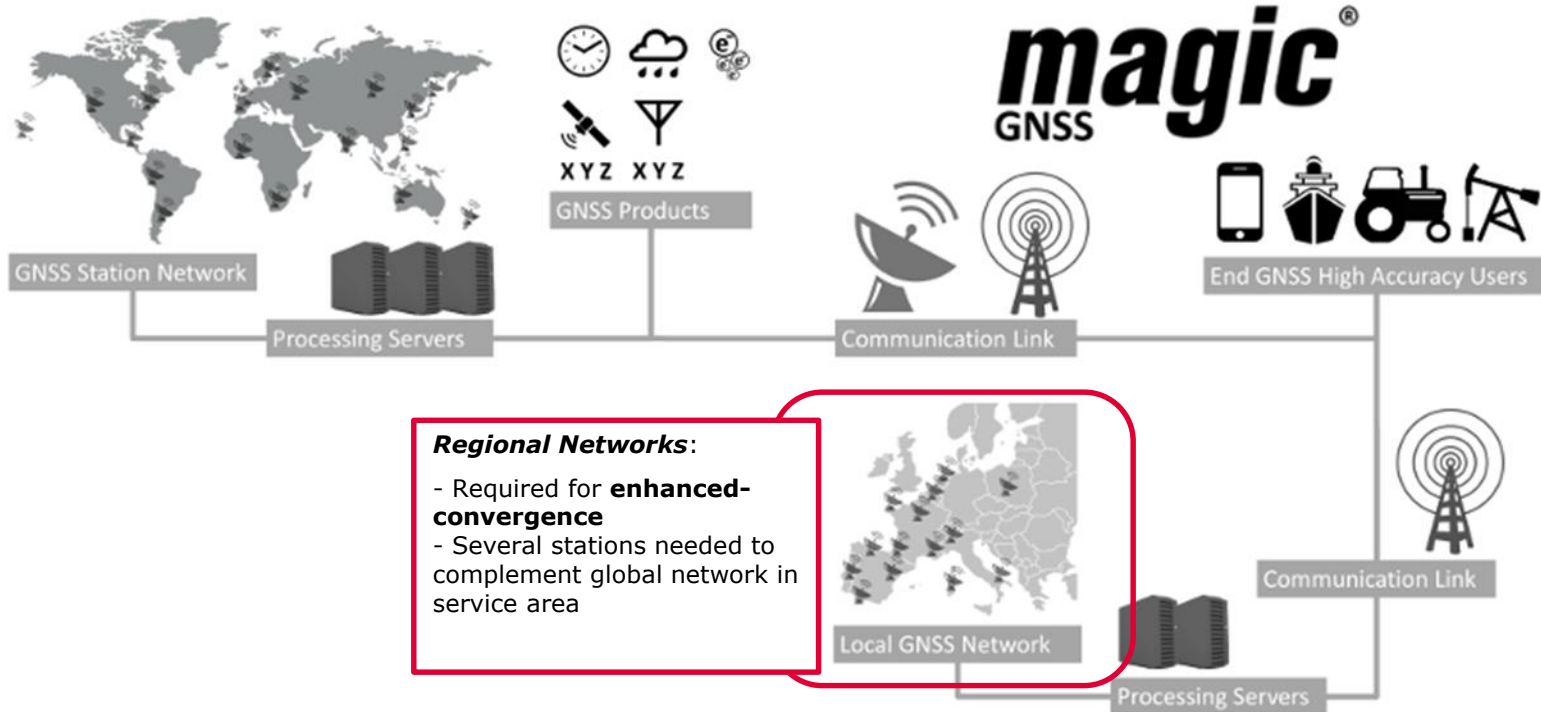 magic®
GNSS
e⁻
e⁻
e⁻
e⁻
XYZ XYZ
GNSS Products
GNSS Station Network
End GNSS High Accuracy Users
Processing Servers
Communication Link
Regional Networks:
- Required for enhanced-
convergence
- Several stations needed to
complement global network in
service area
Communication Link
Local GNSS Network
Processing Servers